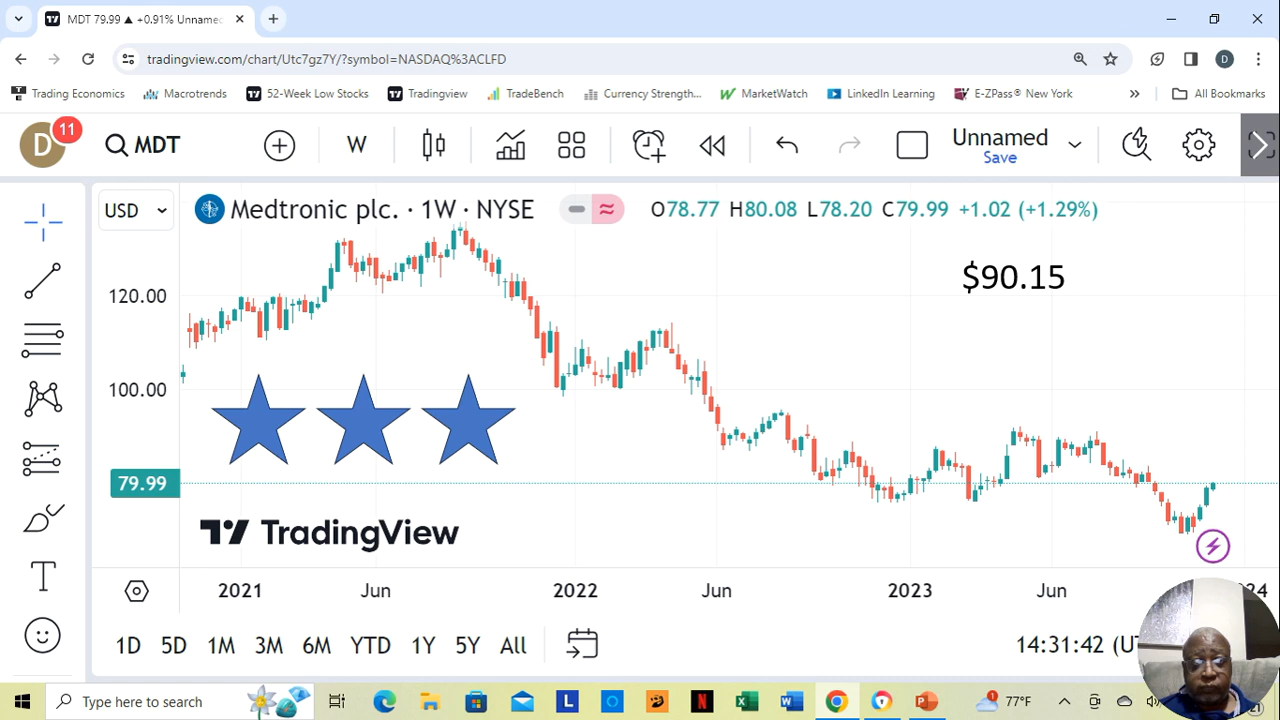 MDT 79.99 ▲ +0.91% Unname
tradingview.com/chart/Utc7gz7Y/?symbol=NASDAQ%3ACLFD
Trading Economics Macrotrends 52-Week Low Stocks Tradingview TradeBench Currency Strength... MarketWatch LinkedIn Learning E-ZPass® New York » All Bookmarks
D 11 MDT W Unnamed
Save
D
USD Medtronic plc. · 1W · NYSE O78.77 H80.08 L78.20 C79.99 +1.02 (+1.29%)
$90.15
120.00
100.00
79.99
TradingView
T
2021 Jun 2022 Jun 2023 Jun 2024
1D 5D 1M 3M 6M YTD 1Y 5Y All 14:31:42 (UT
Type here to search 77°F